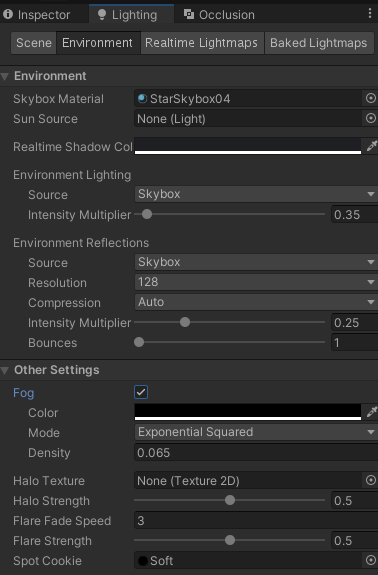 Inspector Lighting Occlusion
Scene Environment Realtime Lightmaps Baked Lightmaps
Environment
Skybox Material StarSkybox04
Sun Source None (Light)
Realtime Shadow Col
Environment Lighting
Source Skybox
Intensity Multiplier 0.35
Environment Reflections
Source Skybox
Resolution 128
Compression Auto
Intensity Multiplier 0.25
Bounces 1
Other Settings
Fog
Color
Mode Exponential Squared
Density 0.065
Halo Texture None (Texture 2D)
Halo Strength 0.5
Flare Fade Speed 3
Flare Strength 0.5
Spot Cookie Soft